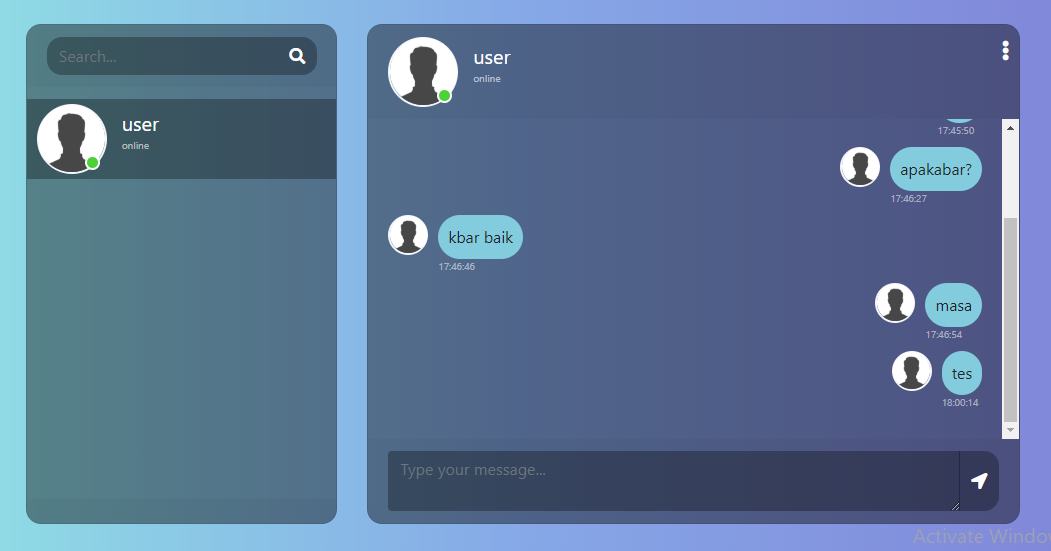 Search...
user
online
user
online
17:45:50
apakabar?
17:46:27
kbar baik
17:46:46
masa
17:46:54
tes
18:00:14
Type your message...
Activate Windo